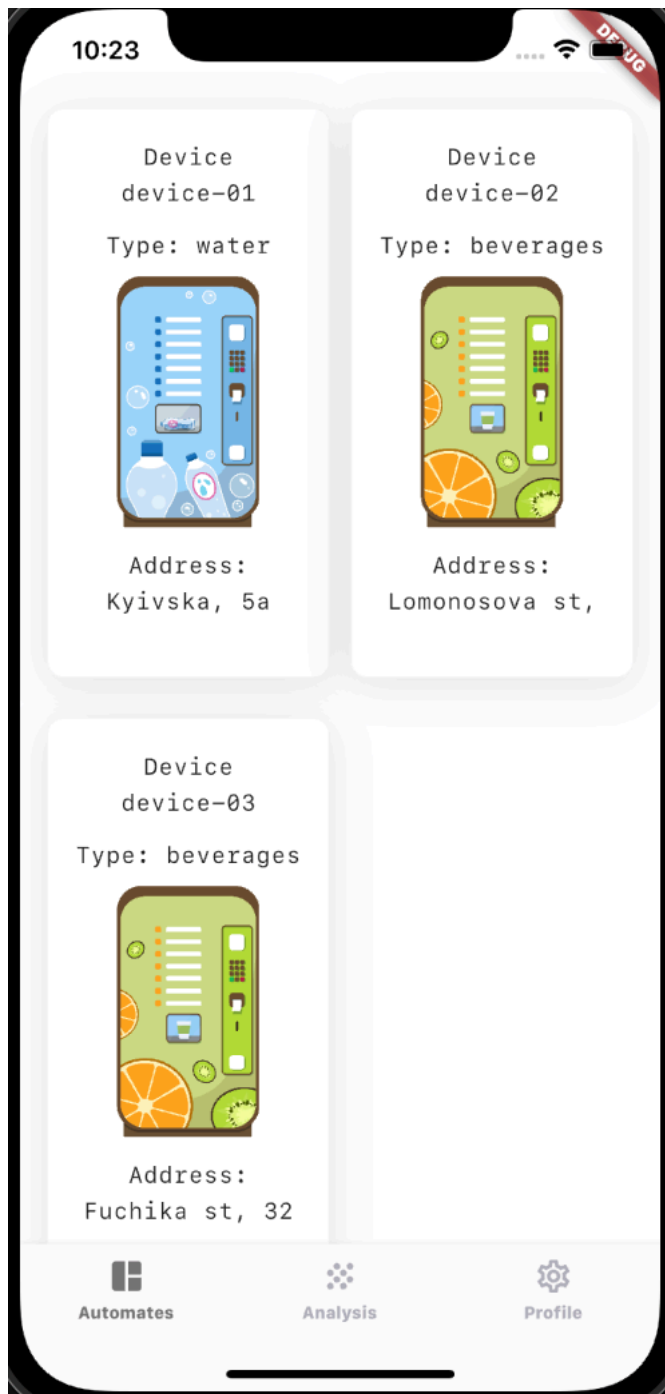 10:23
DEBUG
Device
device-01
Type: water
Address:
Kyivska, 5a
Device
device-02
Type: beverages
Address:
Lomonosova st,
Device
device-03
Type: beverages
Address:
Fuchika st, 32
Automates
Analysis
Profile